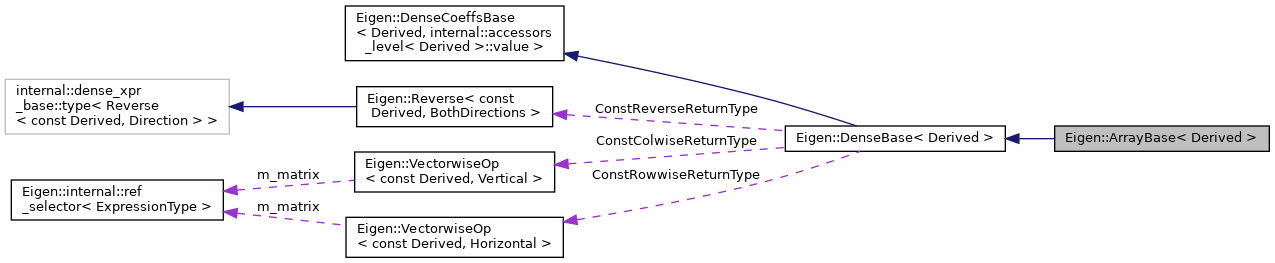 Eigen::DenseCoeffsBase
< Derived, internal::accessors
_level< Derived >::value >
internal::dense_xpr
_base::type< Reverse
< const Derived, Direction > >
Eigen::Reverse< const
Derived, BothDirections >
ConstReverseReturnType
Eigen::DenseBase< Derived >
Eigen::ArrayBase< Derived >
ConstColwiseReturnType
Eigen::VectorwiseOp
< const Derived, Vertical >
m_matrix
ConstRowwiseReturnType
Eigen::internal::ref
_selector< ExpressionType >
m_matrix
Eigen::VectorwiseOp
< const Derived, Horizontal >